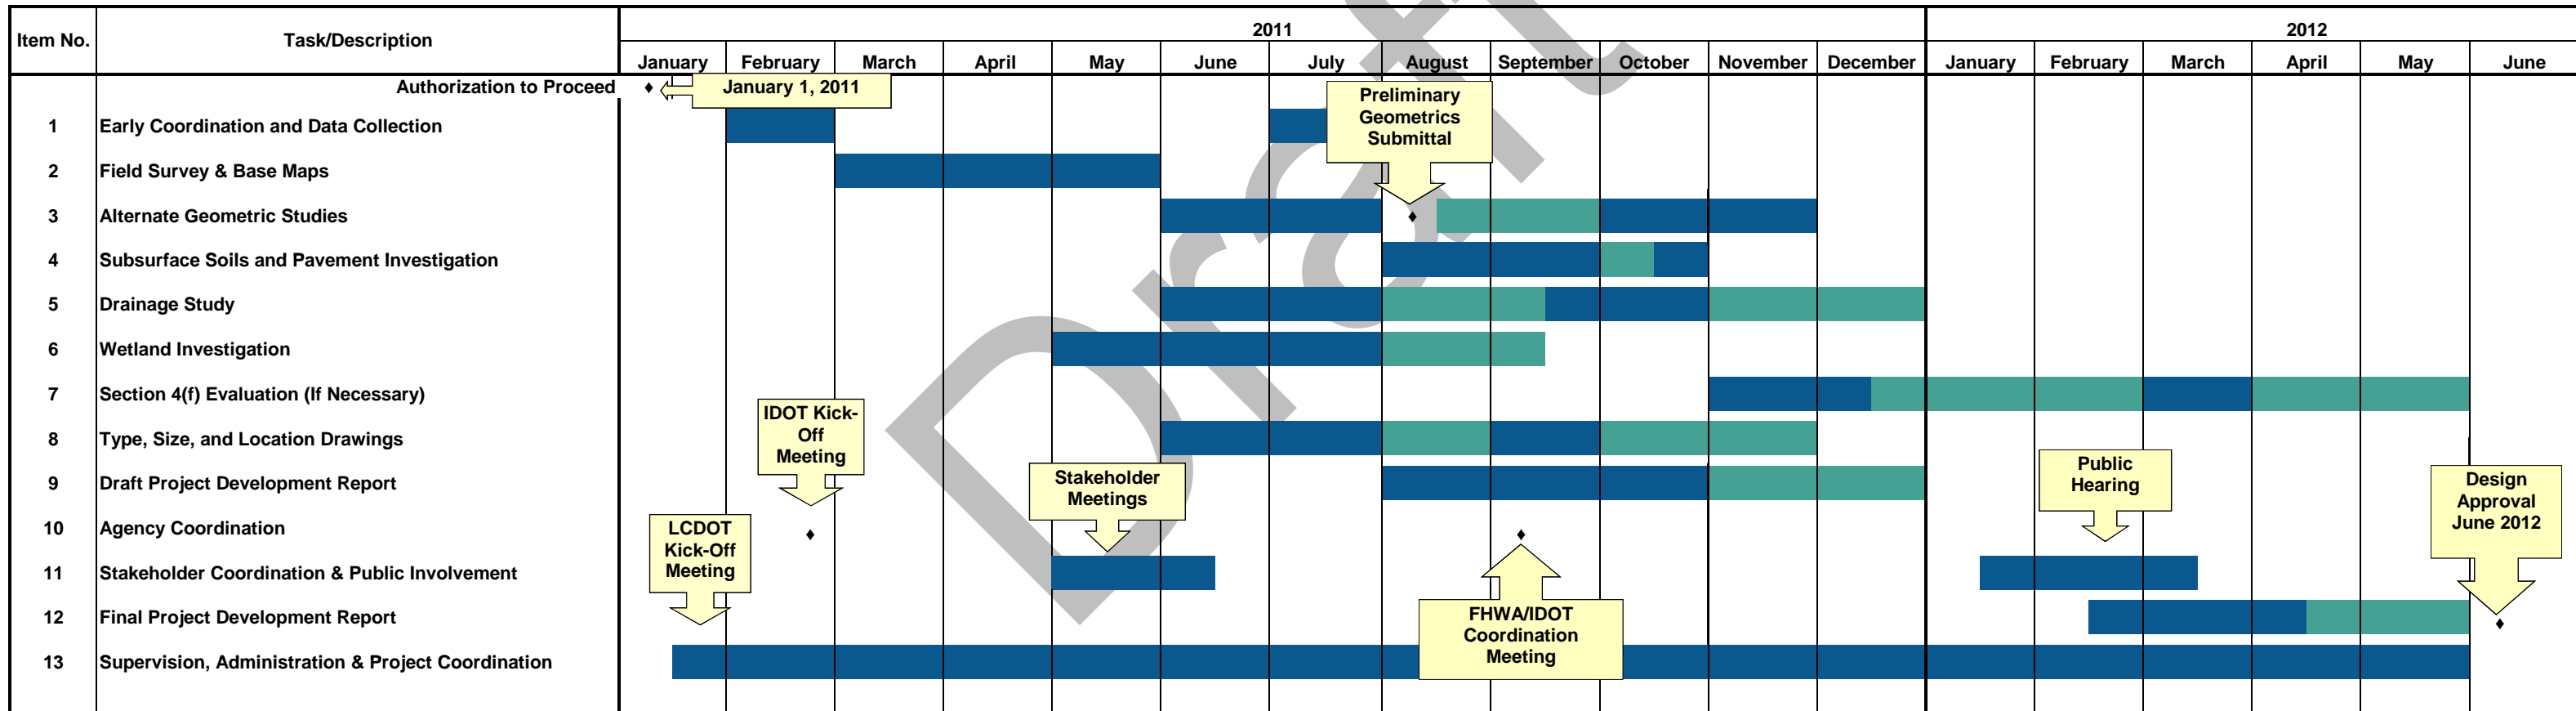 Item No.
Task/Description
2011
2012
January
February
March
April
May
June
July
August
September
October
November
December
January
February
March
April
May
June
Authorization to Proceed
January 1, 2011
Preliminary
Geometrics
Submittal
1
Early Coordination and Data Collection
2
Field Survey & Base Maps
3
Alternate Geometric Studies
4
Subsurface Soils and Pavement Investigation
5
Drainage Study
6
Wetland Investigation
7
Section 4(f) Evaluation (If Necessary)
IDOT Kick-
Off
Meeting
8
Type, Size, and Location Drawings
Stakeholder
Meetings
Public
Hearing
Design
Approval
June 2012
9
Draft Project Development Report
10
Agency Coordination
LCDOT
Kick-Off
Meeting
11
Stakeholder Coordination & Public Involvement
12
Final Project Development Report
FHWA/IDOT
Coordination
Meeting
13
Supervision, Administration & Project Coordination
Draft